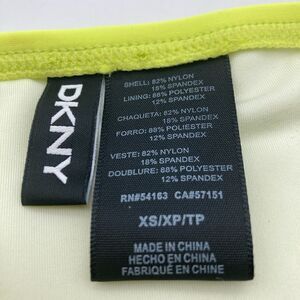 DKNY
SHELL: 82% NYLON
18% SPANDEX
LINING: 88% POLYESTER
12% SPANDEX
CHAQUETA: 82% NYLON
18% SPANDEX
FORRO: 88% POLIESTER
12% SPANDEX
VESTE: 82% NYLON
18% SPANDEX
DOUBLURE: 88% POLYESTER
12% SPANDEX
RN#54163 CA#57151
XS/XP/TP
MADE IN CHINA
HECHO EN CHINA
FABRIQUÉ EN CHINE